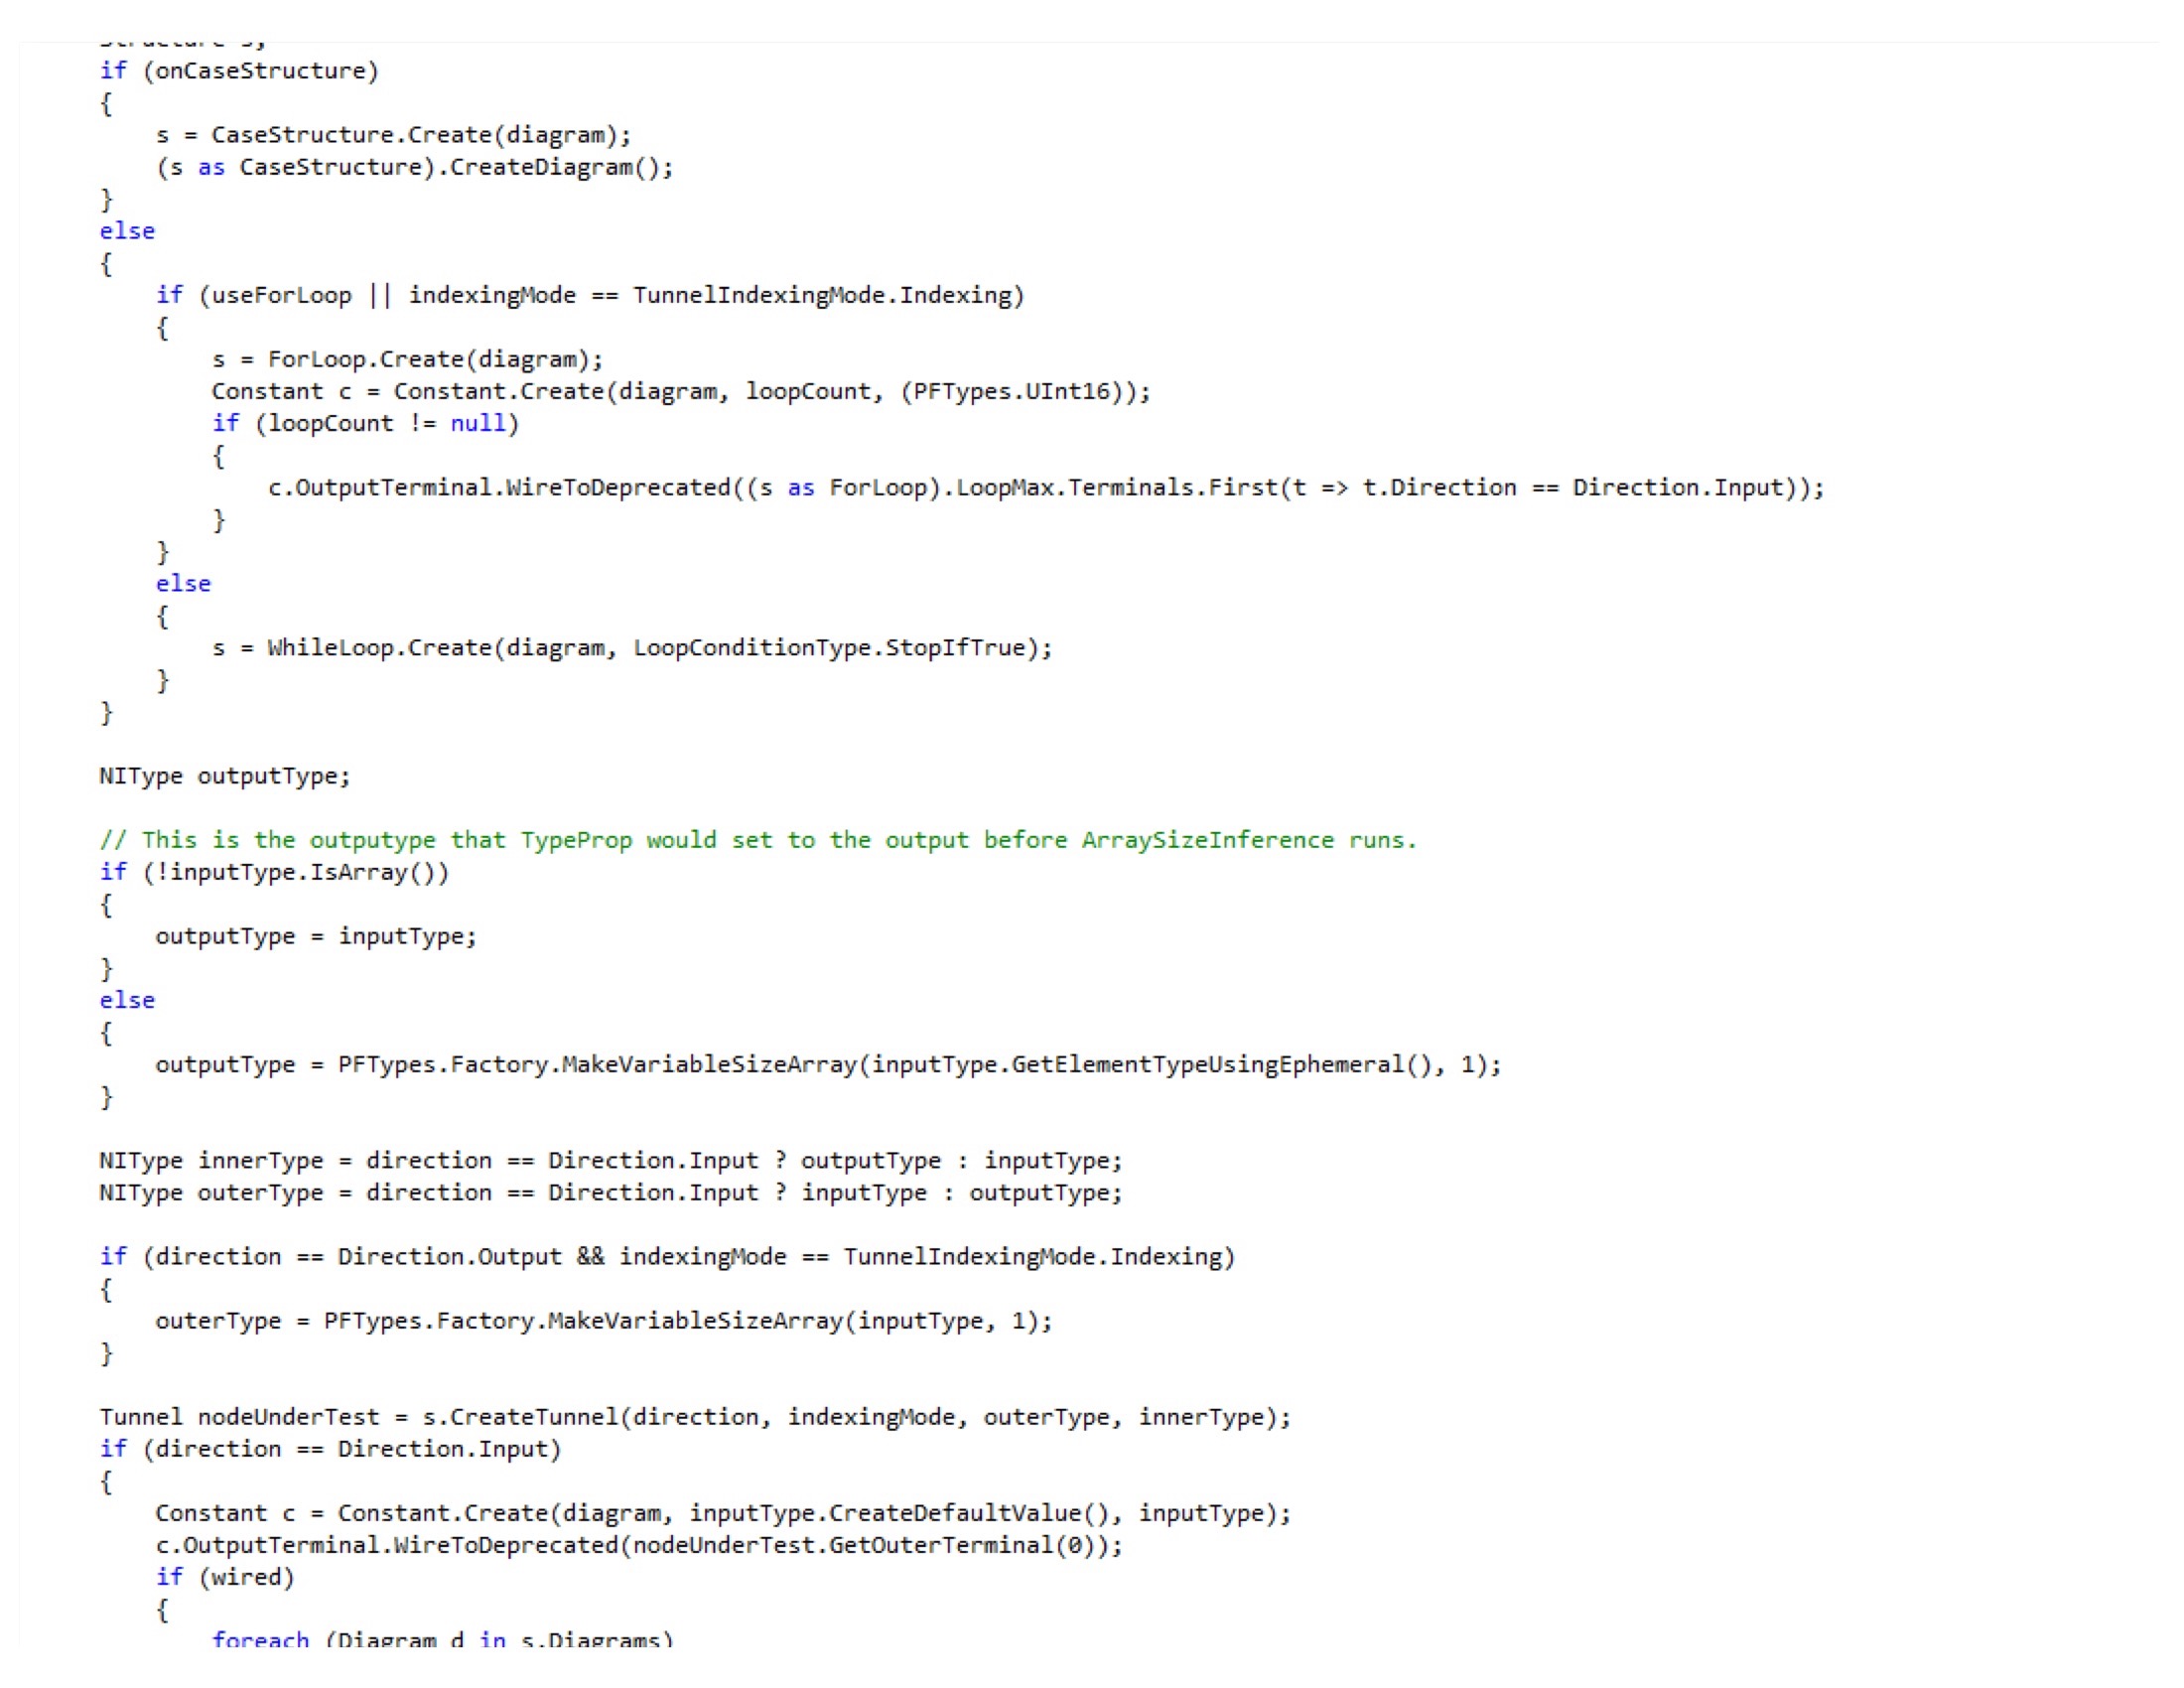 Structure s;
if (onCaseStructure)
{
    s = CaseStructure.Create(diagram);
    (s as CaseStructure).CreateDiagram();
}
else
{
    if (useForLoop || indexingMode == TunnelIndexingMode.Indexing)
    {
        s = ForLoop.Create(diagram);
        Constant c = Constant.Create(diagram, loopCount, (PFTypes.UInt16));
        if (loopCount != null)
        {
            c.OutputTerminal.WireToDeprecated((s as ForLoop).LoopMax.Terminals.First(t => t.Direction == Direction.Input));
        }
    }
    else
    {
        s = WhileLoop.Create(diagram, LoopConditionType.StopIfTrue);
    }
}
NIType outputType;
// This is the outputype that TypeProp would set to the output before ArraySizeInference runs.
if (!inputType.IsArray())
{
    outputType = inputType;
}
else
{
    outputType = PFTypes.Factory.MakeVariableSizeArray(inputType.GetElementTypeUsingEphemeral(), 1);
}
NIType innerType = direction == Direction.Input ? outputType : inputType;
NIType outerType = direction == Direction.Input ? inputType : outputType;
if (direction == Direction.Output && indexingMode == TunnelIndexingMode.Indexing)
{
    outerType = PFTypes.Factory.MakeVariableSizeArray(inputType, 1);
}
Tunnel nodeUnderTest = s.CreateTunnel(direction, indexingMode, outerType, innerType);
if (direction == Direction.Input)
{
    Constant c = Constant.Create(diagram, inputType.CreateDefaultValue(), inputType);
    c.OutputTerminal.WireToDeprecated(nodeUnderTest.GetOuterTerminal(0));
    if (wired)
    {
        foreach (Diagram d in s.Diagrams)